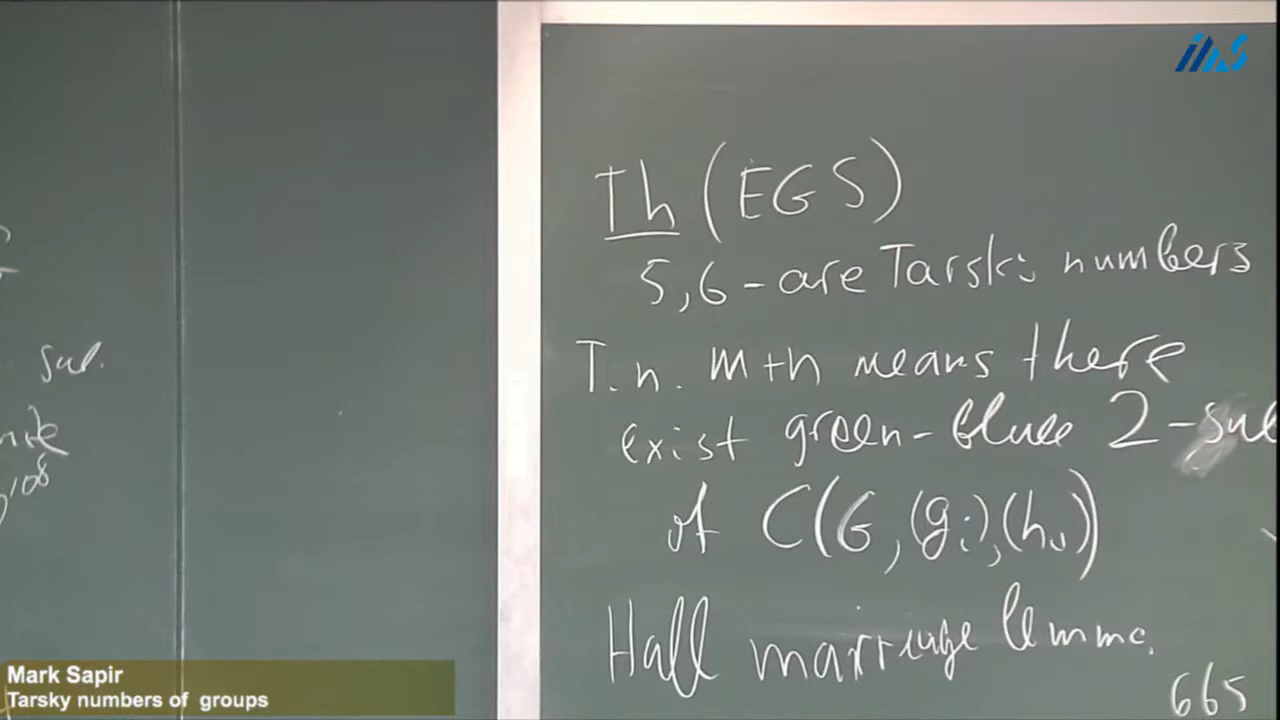 IHES
Th (EGS)
5,6 - are Tarski numbers
T.n. m+n means there
exist green-blue 2-sub
of C(G,(gi),(hj))
Hall marriage lemma.
665
sub.
Mark Sapir
Tarsky numbers of groups